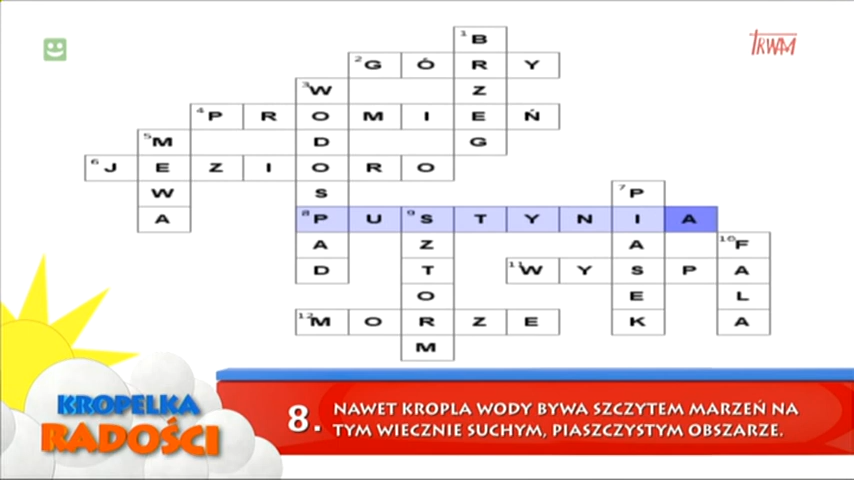 TRWAM
1 B
2 G Ó R Y
3 W Z
4 P R O M I E Ń
5 M D G
6 J E Z I O R O
W S 7 P
A 8 P U 9 S T Y N I A
A Z A 10 F
D T 11 W Y S P A
O E L
12 M O R Z E K A
M
KROPELKA
RADOŚCI
8. NAWET KROPLA WODY BYWA SZCZYTEM MARZEŃ NA
TYM WIECZNIE SUCHYM, PIASZCZYSTYM OBSZARZE.